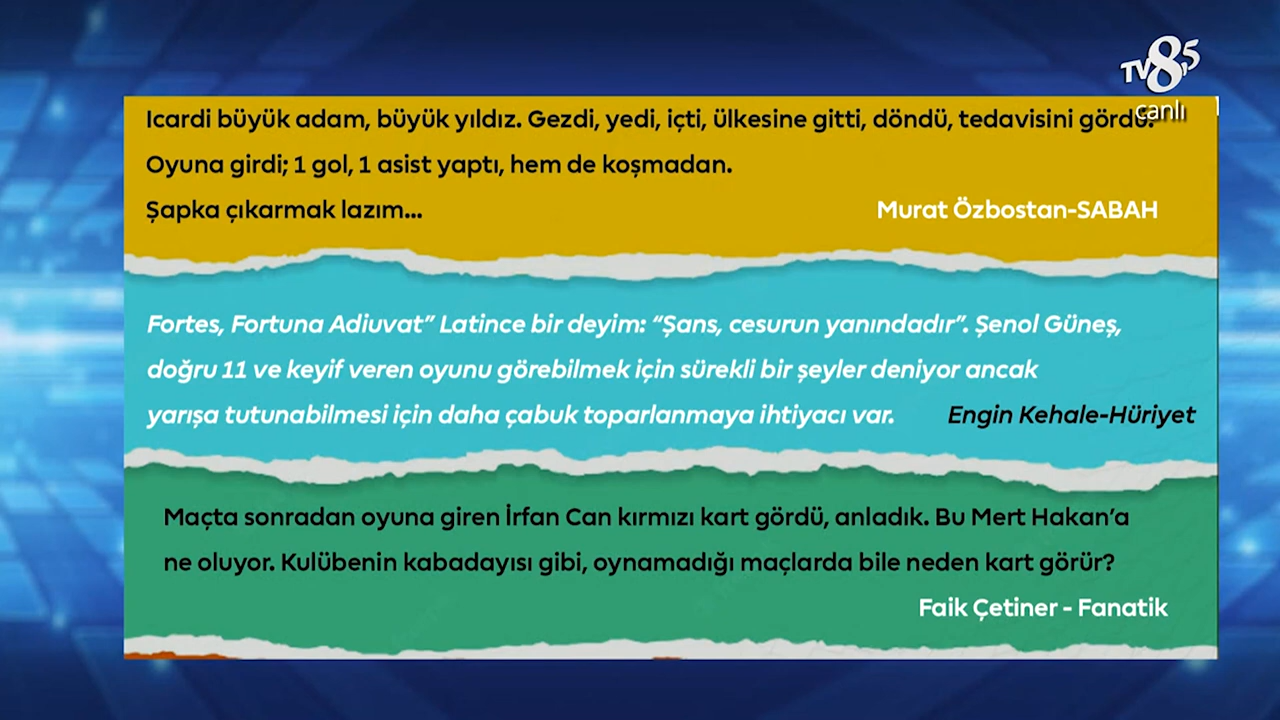 TV8,5
canlı
Icardi büyük adam, büyük yıldız. Gezdi, yedi, içti, ülkesine gitti, döndü, tedavisini gördü.
Oyuna girdi; 1 gol, 1 asist yaptı, hem de koşmadan.
Şapka çıkarmak lazım...
Murat Özbostan-SABAH
Fortes, Fortuna Adiuvat” Latince bir deyim: “Şans, cesurun yanındadır”. Şenol Güneş,
doğru 11 ve keyif veren oyunu görebilmek için sürekli bir şeyler deniyor ancak
yarışa tutunabilmesi için daha çabuk toparlanmaya ihtiyacı var.
Engin Kehale-Hüriyet
Maçta sonradan oyuna giren İrfan Can kırmızı kart gördü, anladık. Bu Mert Hakan’a
ne oluyor. Kulübenin kabadayısı gibi, oynamadığı maçlarda bile neden kart görür?
Faik Çetiner - Fanatik